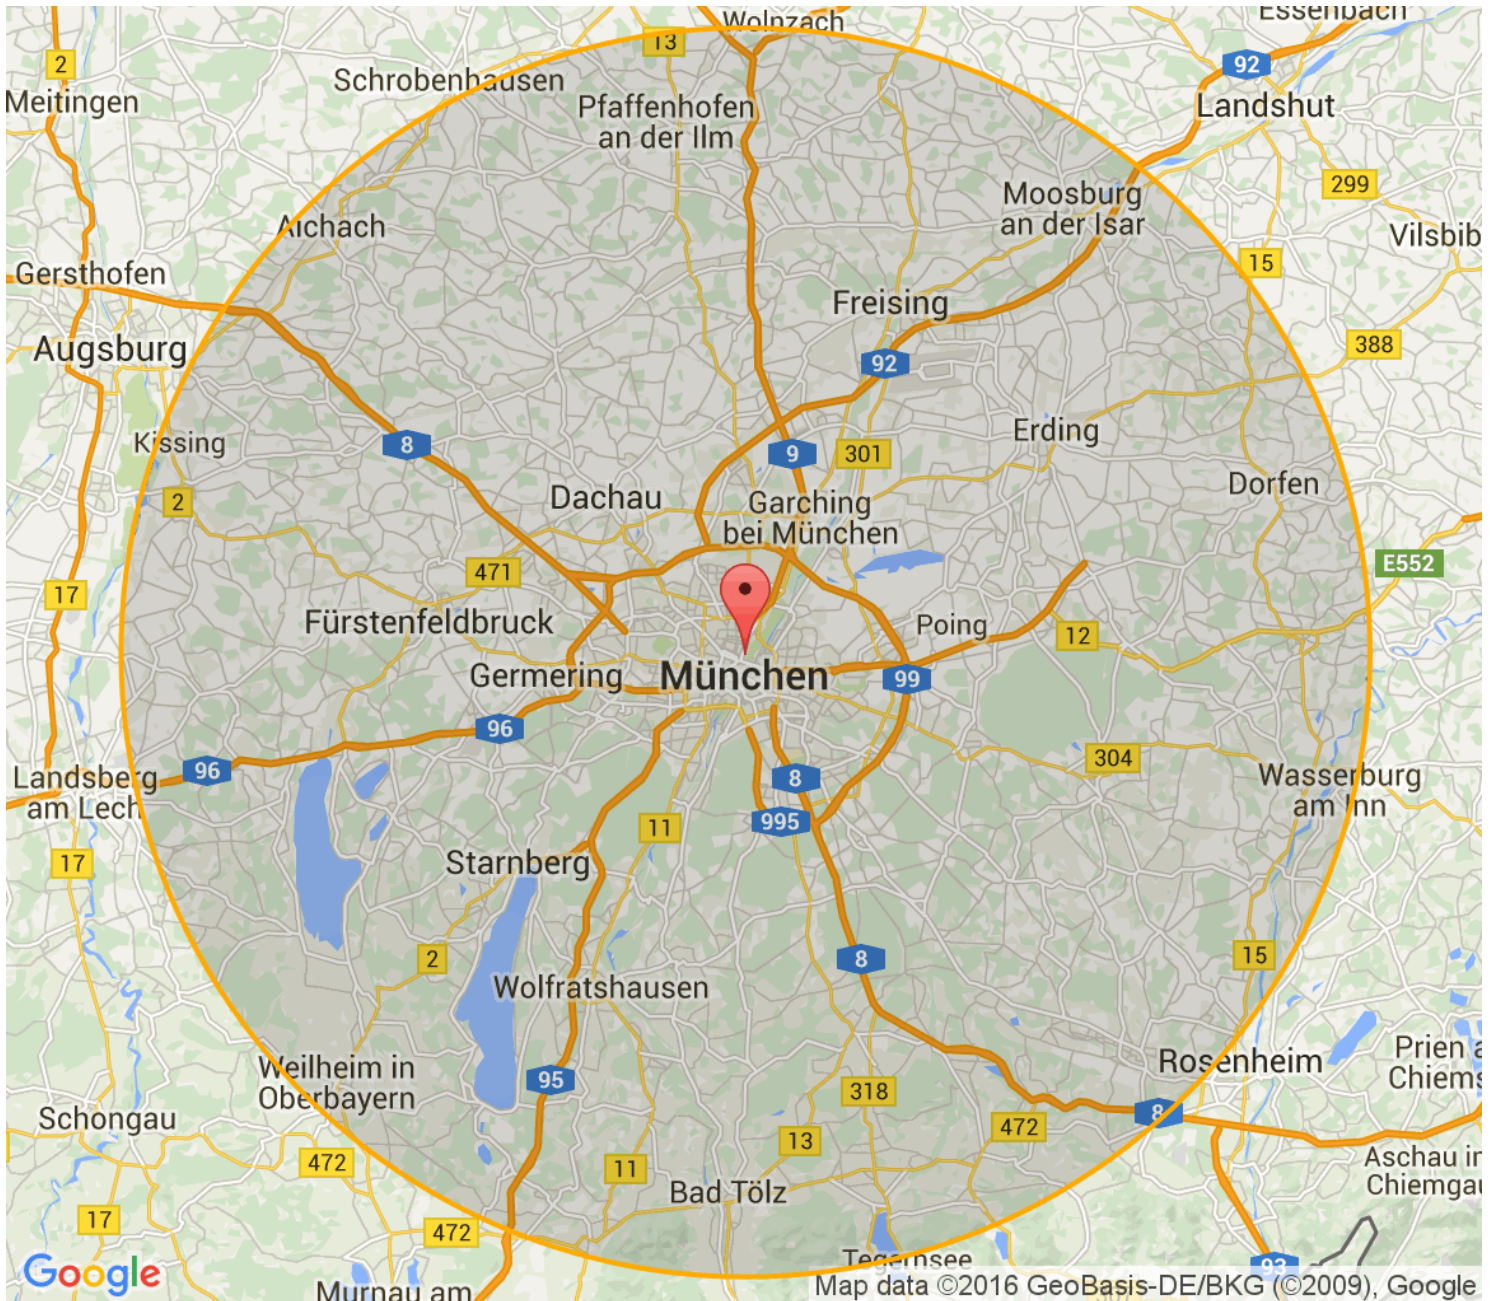 Wolnzach
Essenbach
13
2
92
Schrobenhausen
Meitingen
Pfaffenhofen
an der Ilm
Landshut
299
Moosburg
an der Isar
Aichach
Vilsbib
15
Gersthofen
Freising
Augsburg
388
92
Erding
Kissing
8
9
301
Dorfen
2
Dachau
Garching
bei München
E552
471
17
Fürstenfeldbruck
Poing
12
Germering
München
99
96
304
96
Landsberg
am Lech
8
Wasserburg
am Inn
995
11
17
Starnberg
15
2
8
Wolfratshausen
Rosenheim
Prien a
Chiems
Weilheim in
Oberbayern
95
318
8
Schongau
472
13
472
11
Aschau in
Chiemgau
Bad Tölz
17
472
Tegernsee
93
Google
Murnau am
Map data ©2016 GeoBasis-DE/BKG (©2009), Google